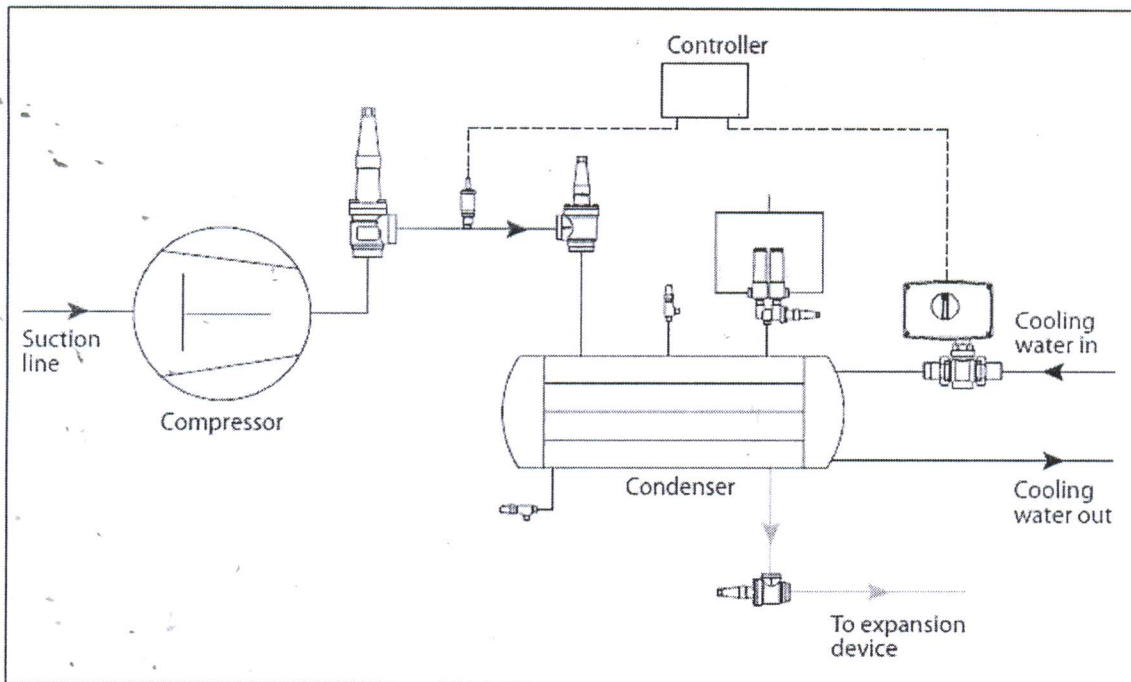 Controller
Suction
line
Compressor
Cooling
water in
Condenser
Cooling
water out
To expansion
device